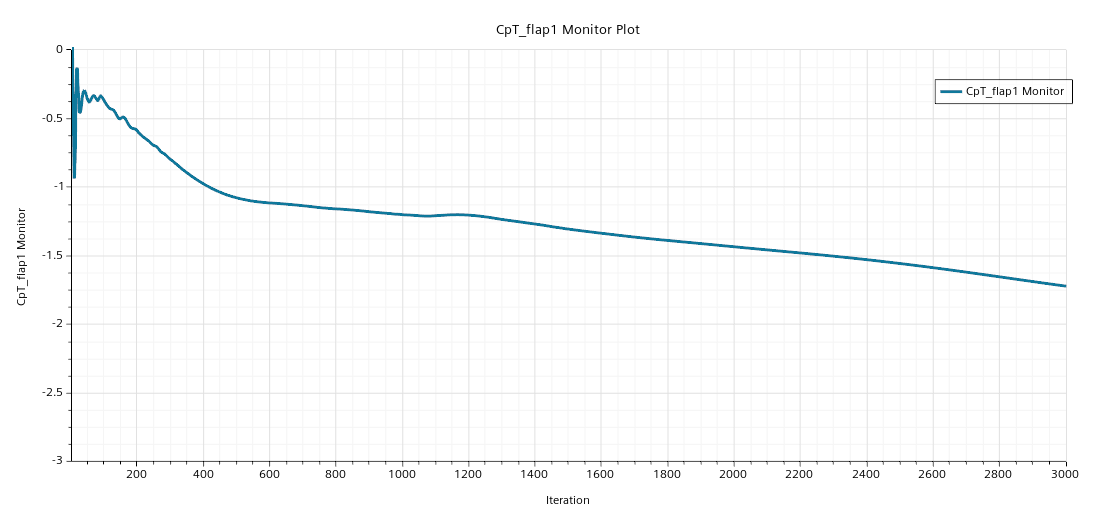 CpT_flap1 Monitor Plot
CpT_flap1 Monitor
0
-0.5
-1
-1.5
-2
-2.5
-3
CpT_flap1 Monitor
200 400 600 800 1000 1200 1400 1600 1800 2000 2200 2400 2600 2800 3000
Iteration